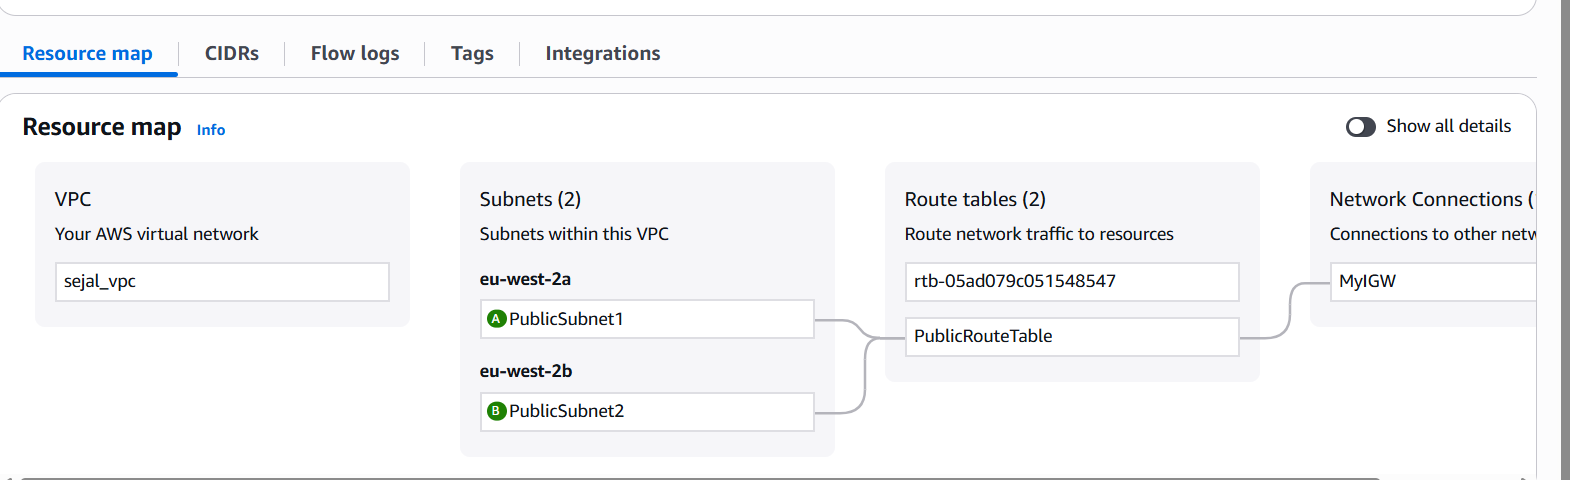 Resource map
CIDRs
Flow logs
Tags
Integrations
Resource map Info
Show all details
VPC
Your AWS virtual network
sejal_vpc
Subnets (2)
Subnets within this VPC
eu-west-2a
A PublicSubnet1
eu-west-2b
B PublicSubnet2
Route tables (2)
Route network traffic to resources
rtb-05ad079c051548547
PublicRouteTable
Network Connections (
Connections to other netw
MyIGW